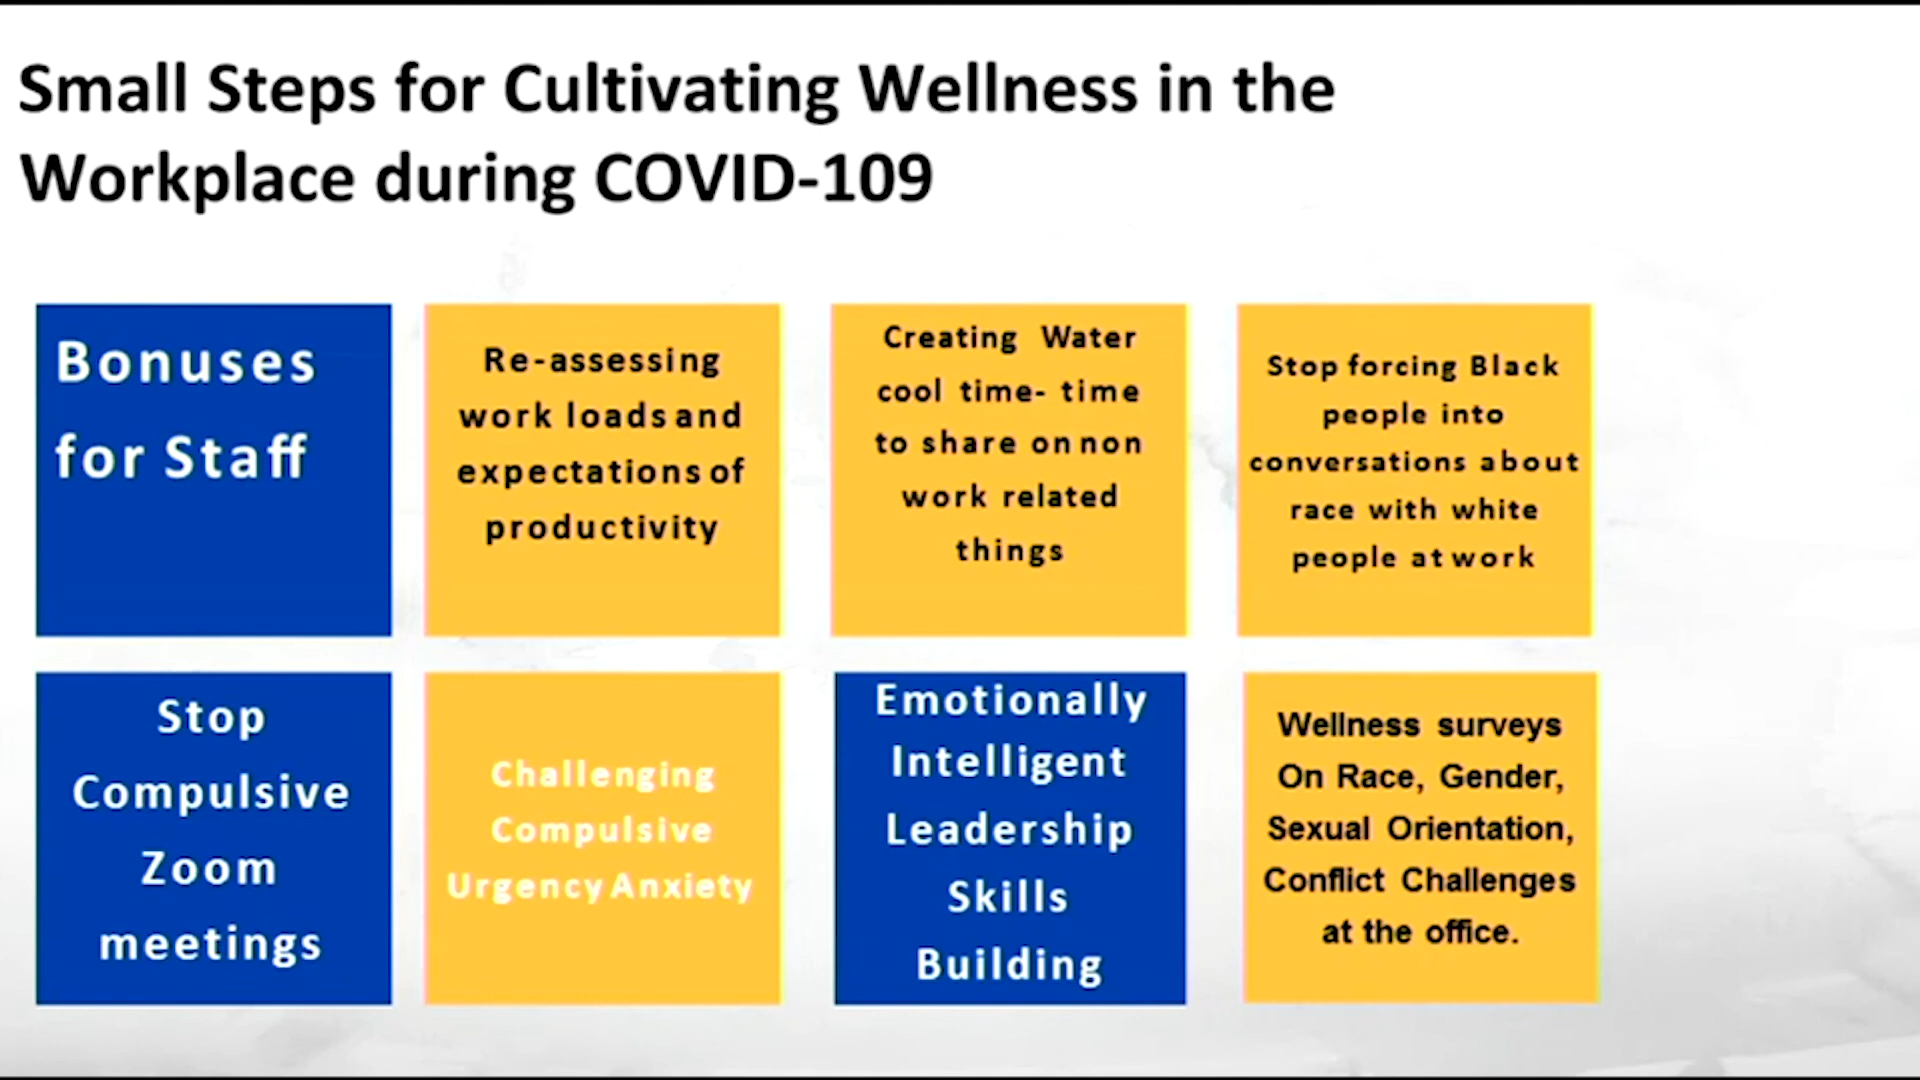 Small Steps for Cultivating Wellness in the
Workplace during COVID-109
Bonuses
for Staff
Re-assessing
work loads and
expectations of
productivity
Creating Water
cool time- time
to share on non
work related
things
Stop forcing Black
people into
conversations about
race with white
people at work
Stop
Compulsive
Zoom
meetings
Challenging
Compulsive
Urgency Anxiety
Emotionally
Intelligent
Leadership
Skills
Building
Wellness surveys
On Race, Gender,
Sexual Orientation,
Conflict Challenges
at the office.